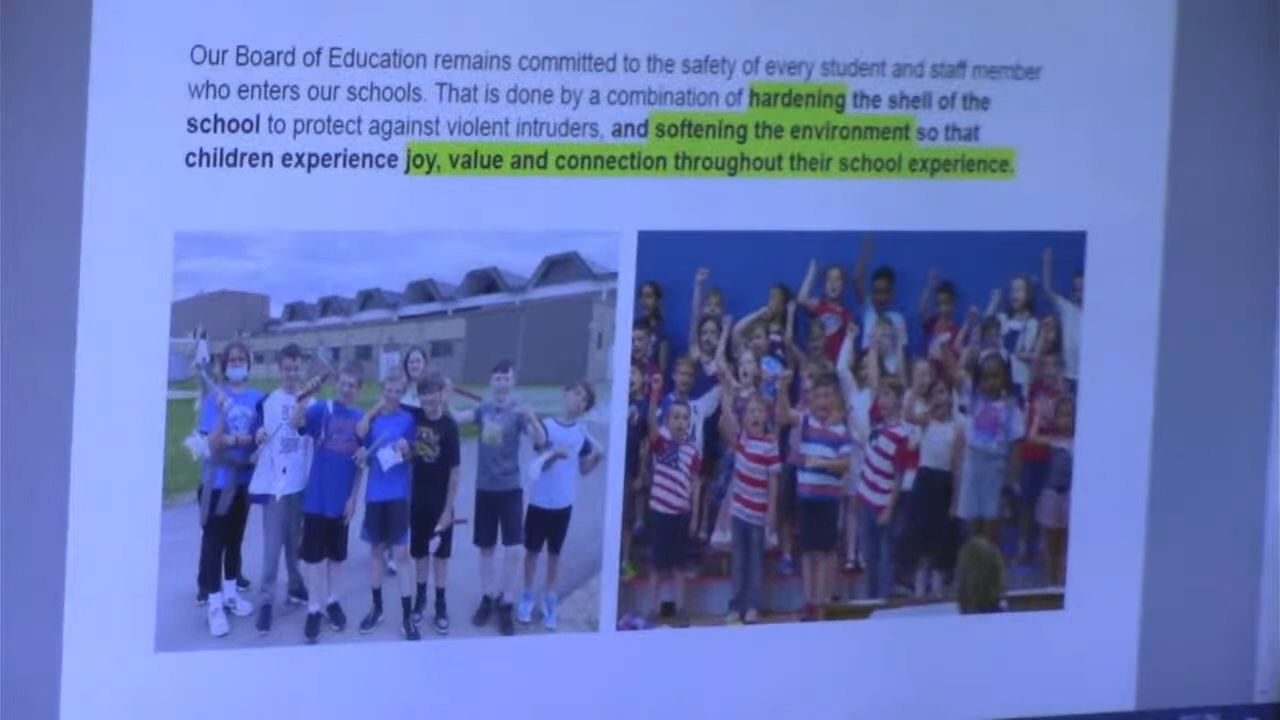 Our Board of Education remains committed to the safety of every student and staff member
who enters our schools. That is done by a combination of hardening the shell of the
school to protect against violent intruders, and softening the environment so that
children experience joy, value and connection throughout their school experience.